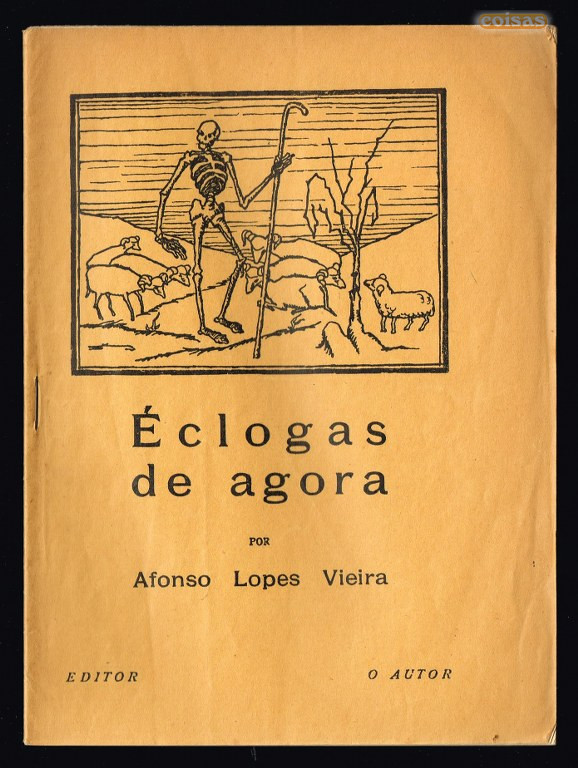 coisas
Éclogas
de agora
POR
Afonso Lopes Vieira
EDITOR O AUTOR